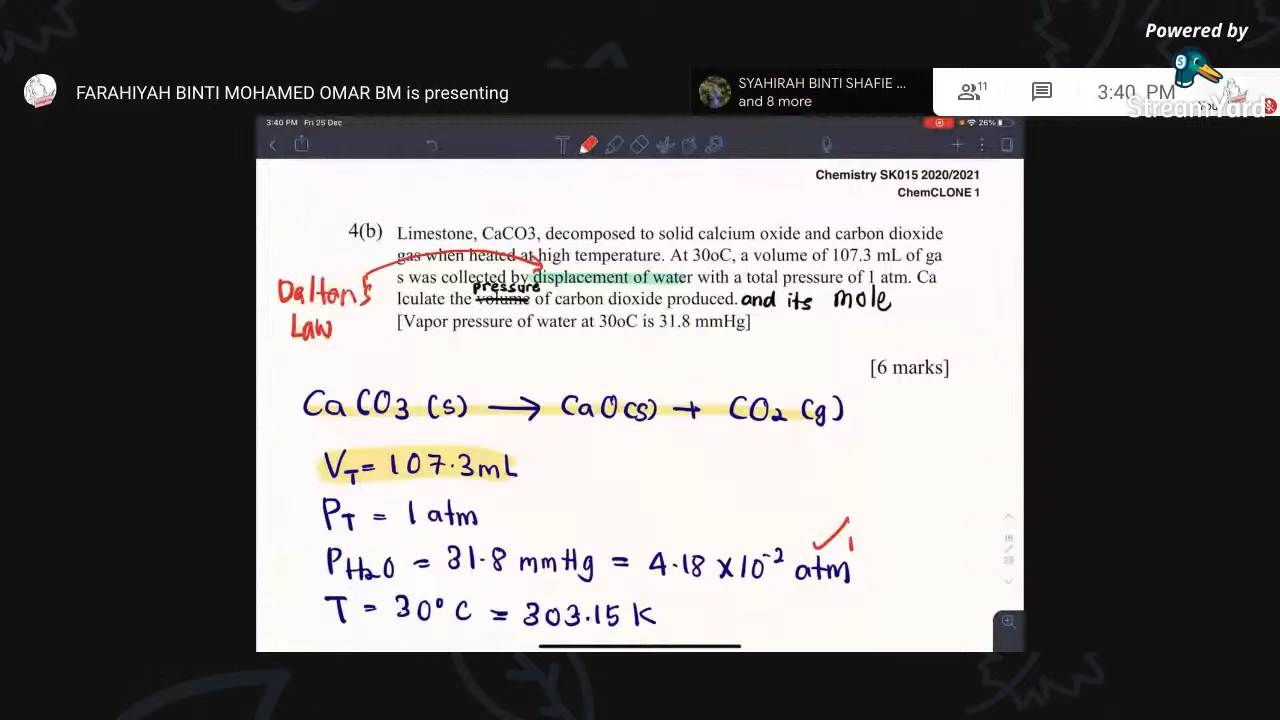 Powered by
StreamYard
FARAHIYAH BINTI MOHAMED OMAR BM is presenting
SYAHIRAH BINTI SHAFIE ...
and 8 more
11
3:40 PM
You
3:40 PM Fri 25 Dec
26%
Chemistry SK015 2020/2021
ChemCLONE 1
4(b) Limestone, CaCO3, decomposed to solid calcium oxide and carbon dioxide
gas when heated at high temperature. At 30oC, a volume of 107.3 mL of ga
s was collected by displacement of water with a total pressure of 1 atm. Ca
pressure
lculate the volume of carbon dioxide produced. and its mole
[Vapor pressure of water at 30oC is 31.8 mmHg]
Dalton's
Law
[6 marks]
CaCO3 (s) → CaO(s) + CO2 (g)
VT = 107.3mL
PT = 1 atm
PH2O = 31.8 mmHg = 4.18 ×10⁻² atm ✓1
T = 30°C = 303.15 K